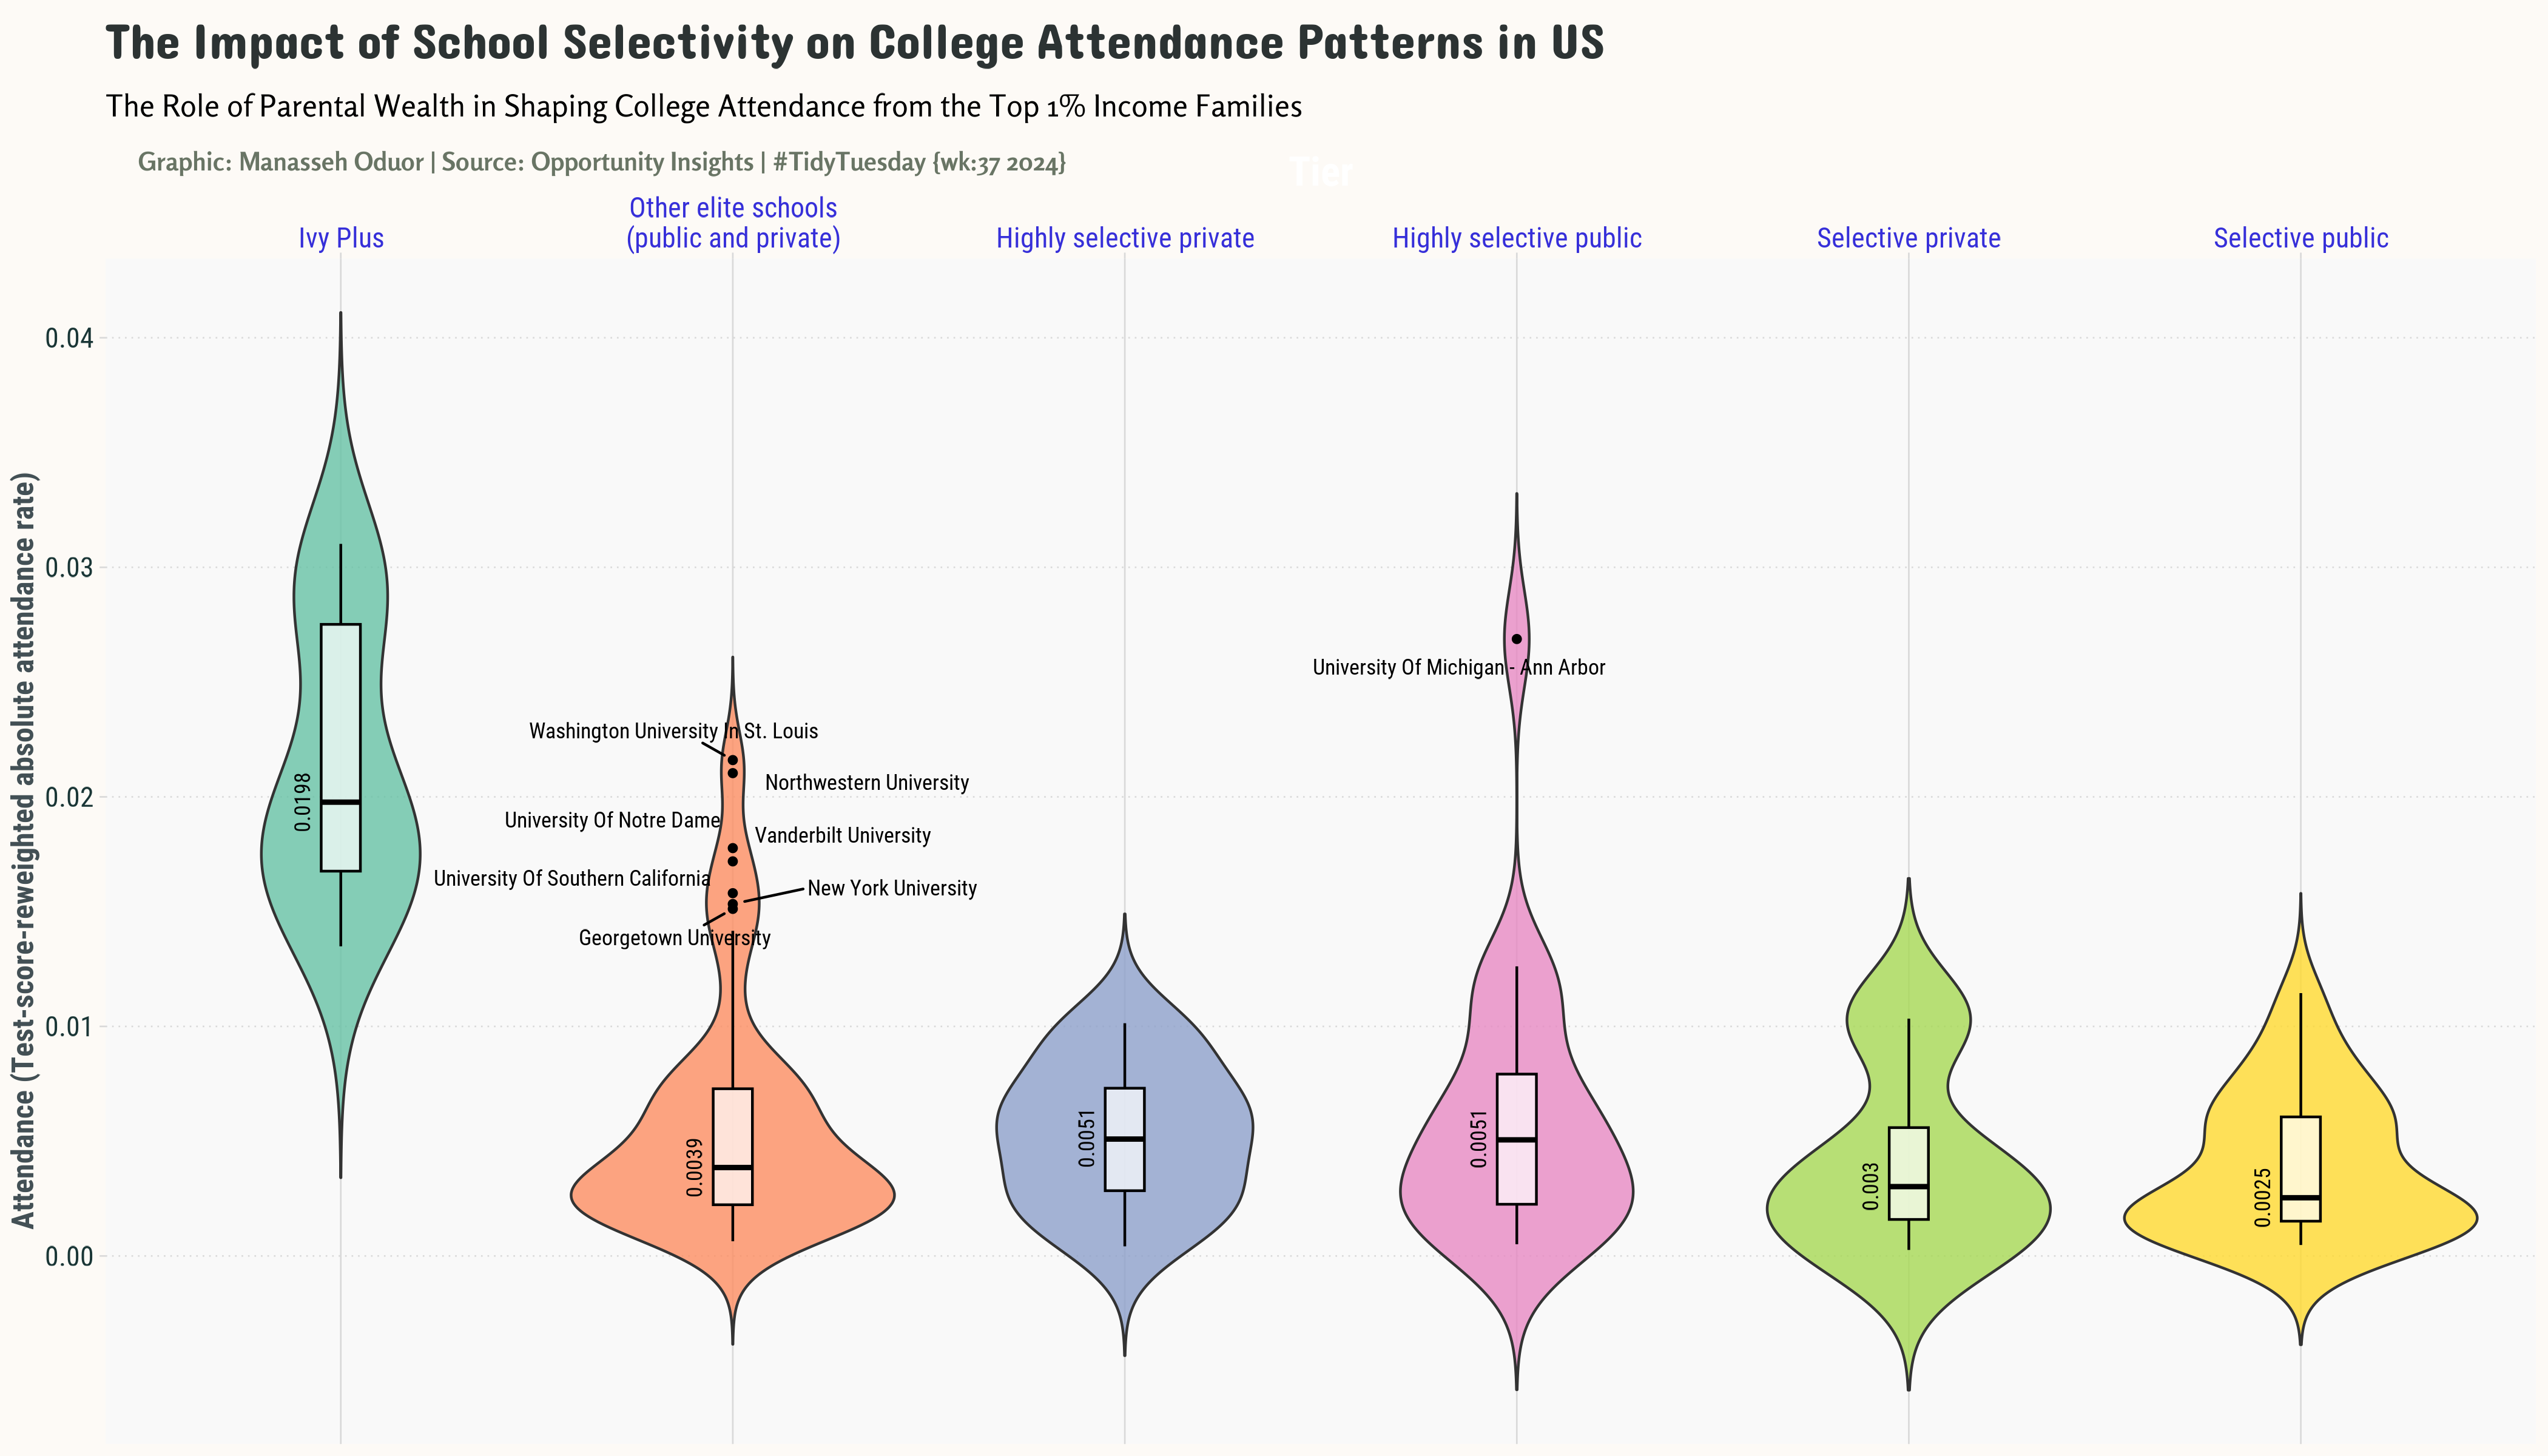 The Impact of School Selectivity on College Attendance Patterns in US
The Role of Parental Wealth in Shaping College Attendance from the Top 1% Income Families
Graphic: Manasseh Oduor | Source: Opportunity Insights | #TidyTuesday {wk:37 2024}
Tier
Ivy Plus
Other elite schools
(public and private)
Highly selective private
Highly selective public
Selective private
Selective public
Attendance (Test-score-reweighted absolute attendance rate)
0.04
0.03
0.02
0.01
0.00
0.0198
Washington University In St. Louis
Northwestern University
University Of Notre Dame
Vanderbilt University
University Of Southern California
New York University
Georgetown University
0.0039
0.0051
University Of Michigan - Ann Arbor
0.0051
0.003
0.0025